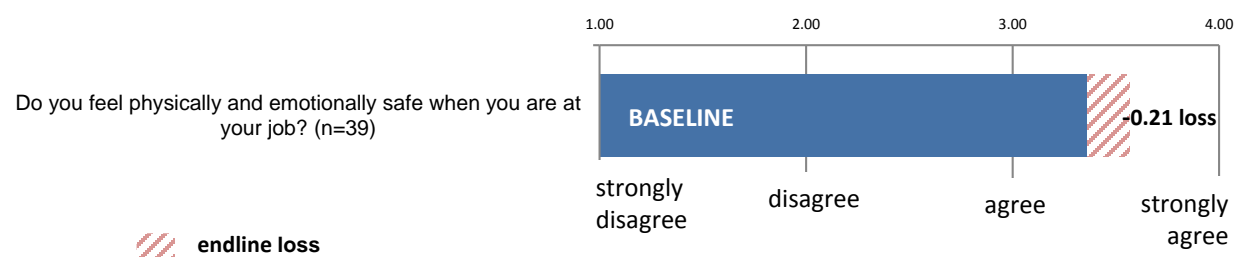 1.00 2.00 3.00 4.00
Do you feel physically and emotionally safe when you are at
your job? (n=39)
BASELINE
-0.21 loss
strongly
disagree
disagree
agree
strongly
agree
endline loss